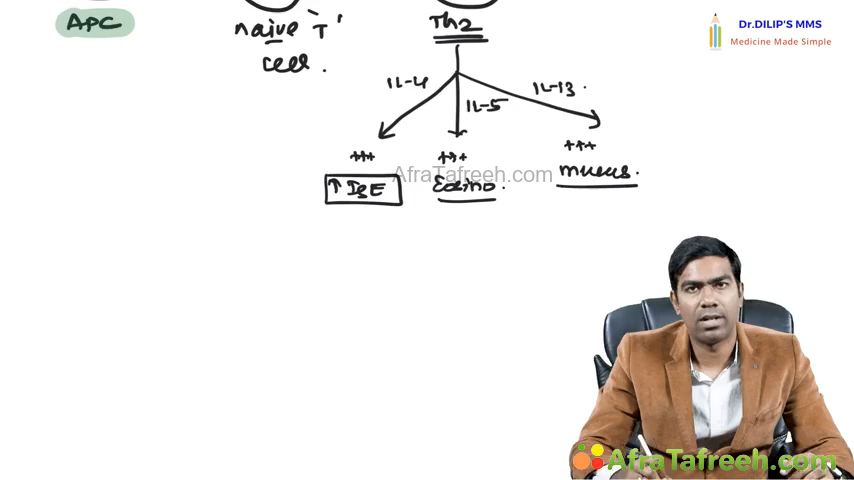 APC
naive 'T'
cell.
Th2
IL-4
IL-5
IL-13
+++
+++
+++
↑ IgE
Eosino.
mucus.
Dr.DILIP'S MMS
Medicine Made Simple
AfraTafreeh.com
AfraTafreeh.com